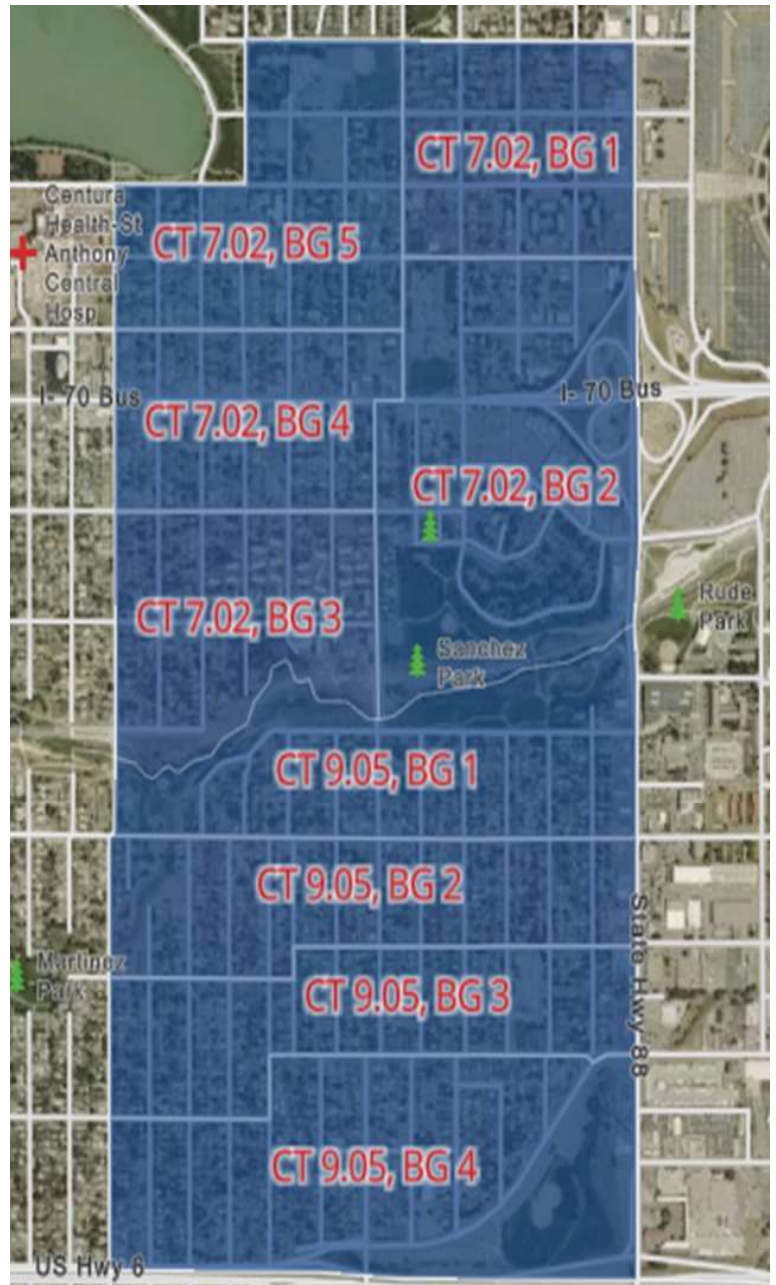 CT 7.02, BG 1
Centura
Health-St
Anthony
Central
Hosp
CT 7.02, BG 5
I- 70 Bus
I- 70 Bus
CT 7.02, BG 4
CT 7.02, BG 2
Rude
Park
CT 7.02, BG 3
Sanchez
Park
CT 9.05, BG 1
CT 9.05, BG 2
State Hwy 88
Martinez
Park
CT 9.05, BG 3
CT 9.05, BG 4
US Hwy 6